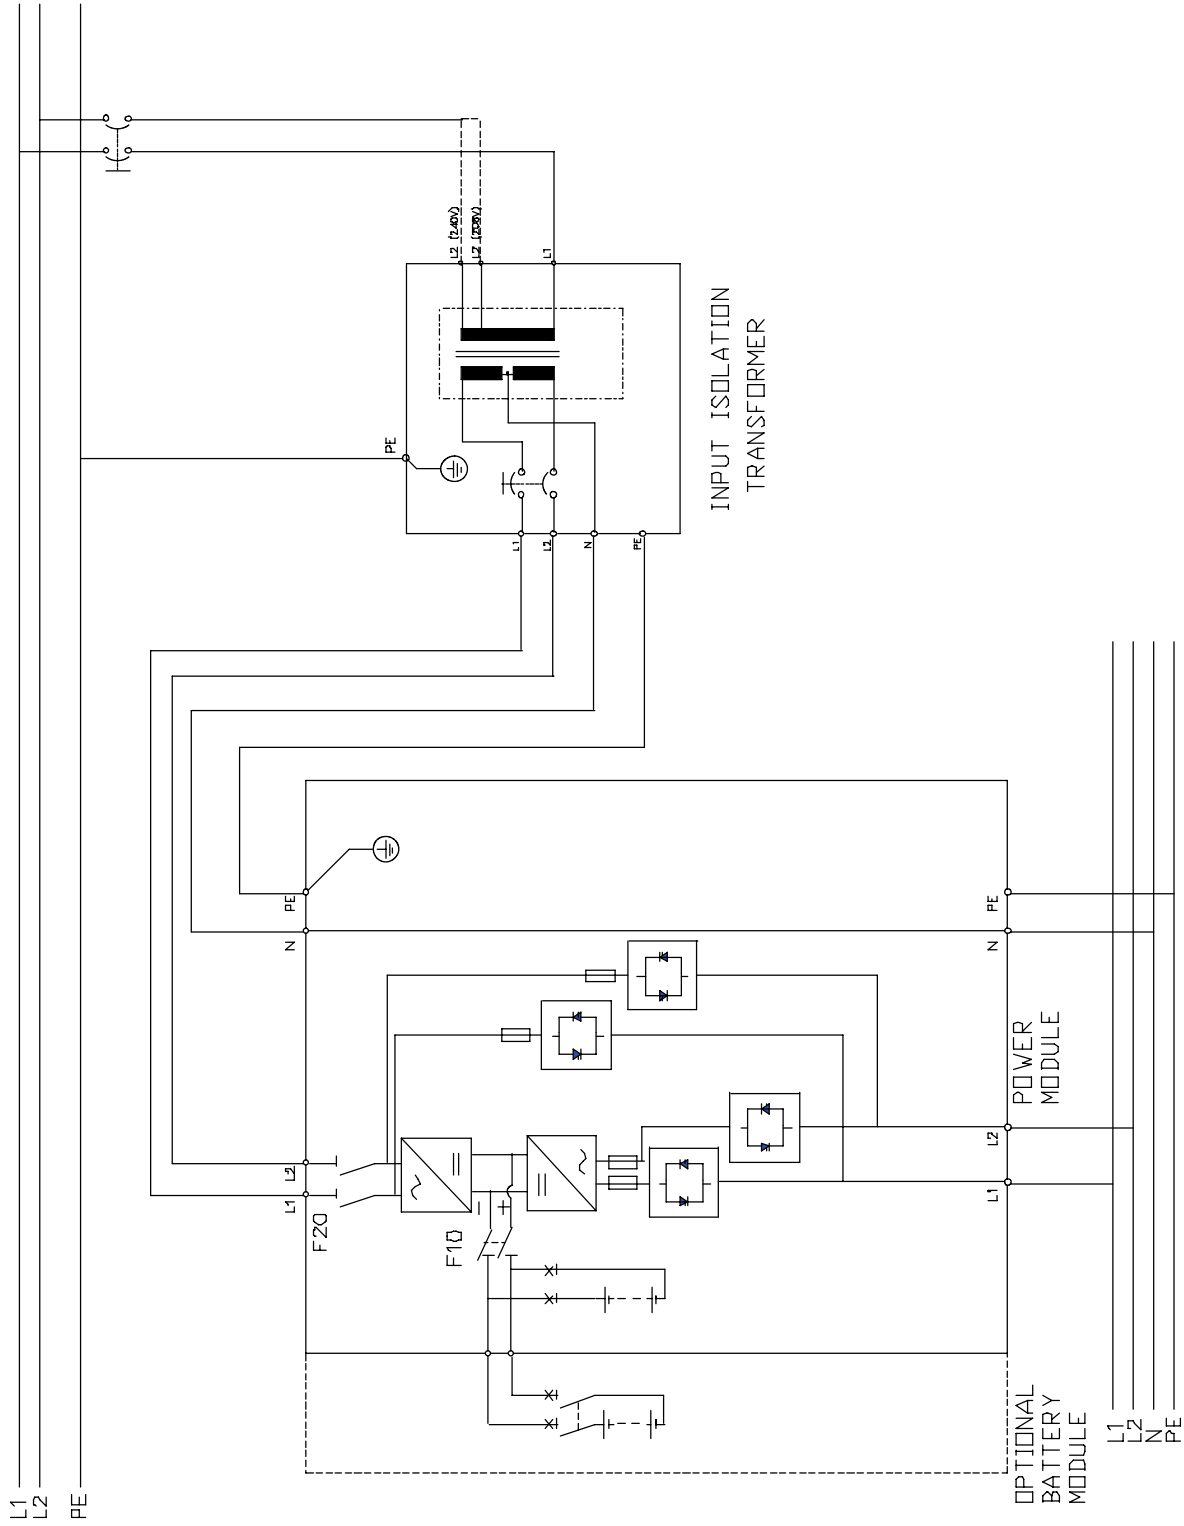 L1
L2
PE
L2 (240V)
L2 (208V)
L1
INPUT ISOLATION
TRANSFORMER
PE
L1
L2
N
PE
PE
N
L2
L1
F20
F10
PE
N
L2
L1
POWER
MODULE
OPTIONAL
BATTERY
MODULE
L1
L2
N
PE